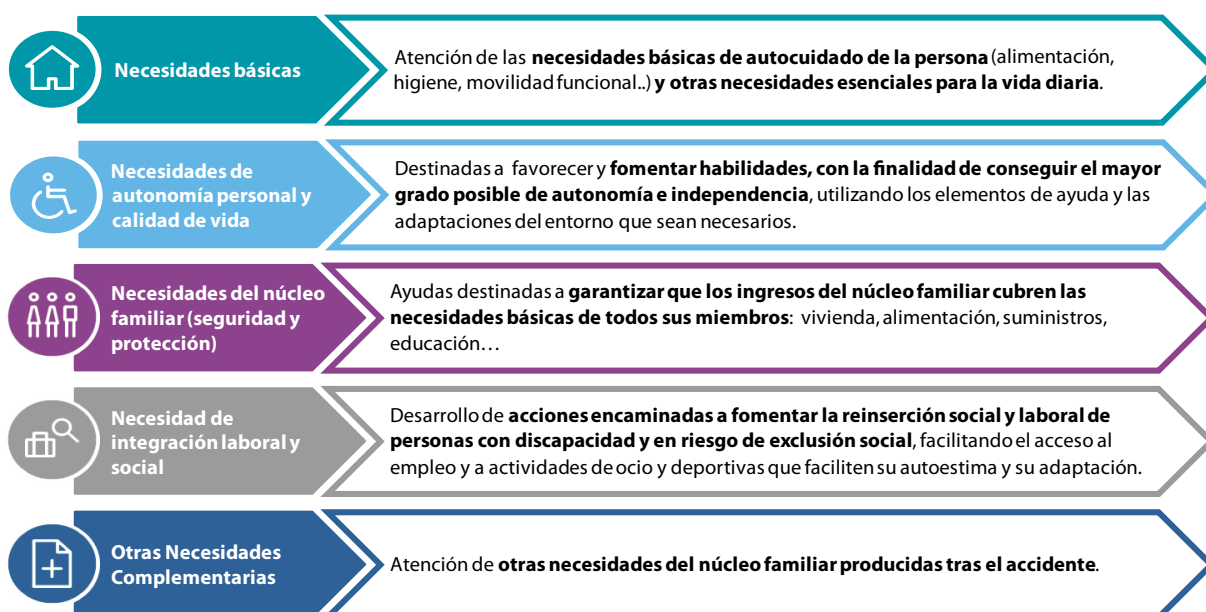 Necesidades básicas
Atención de las necesidades básicas de autocuidado de la persona (alimentación,
higiene, movilidad funcional..) y otras necesidades esenciales para la vida diaria.
Necesidades de
autonomía personal y
calidad de vida
Destinadas a favorecer y fomentar habilidades, con la finalidad de conseguir el mayor
grado posible de autonomía e independencia, utilizando los elementos de ayuda y las
adaptaciones del entorno que sean necesarios.
Necesidades del núcleo
familiar (seguridad y
protección)
Ayudas destinadas a garantizar que los ingresos del núcleo familiar cubren las
necesidades básicas de todos sus miembros: vivienda, alimentación, suministros,
educación…
Necesidad de
integración laboral y
social
Desarrollo de acciones encaminadas a fomentar la reinserción social y laboral de
personas con discapacidad y en riesgo de exclusión social, facilitando el acceso al
empleo y a actividades de ocio y deportivas que faciliten su autoestima y su adaptación.
Otras Necesidades
Complementarias
Atención de otras necesidades del núcleo familiar producidas tras el accidente.